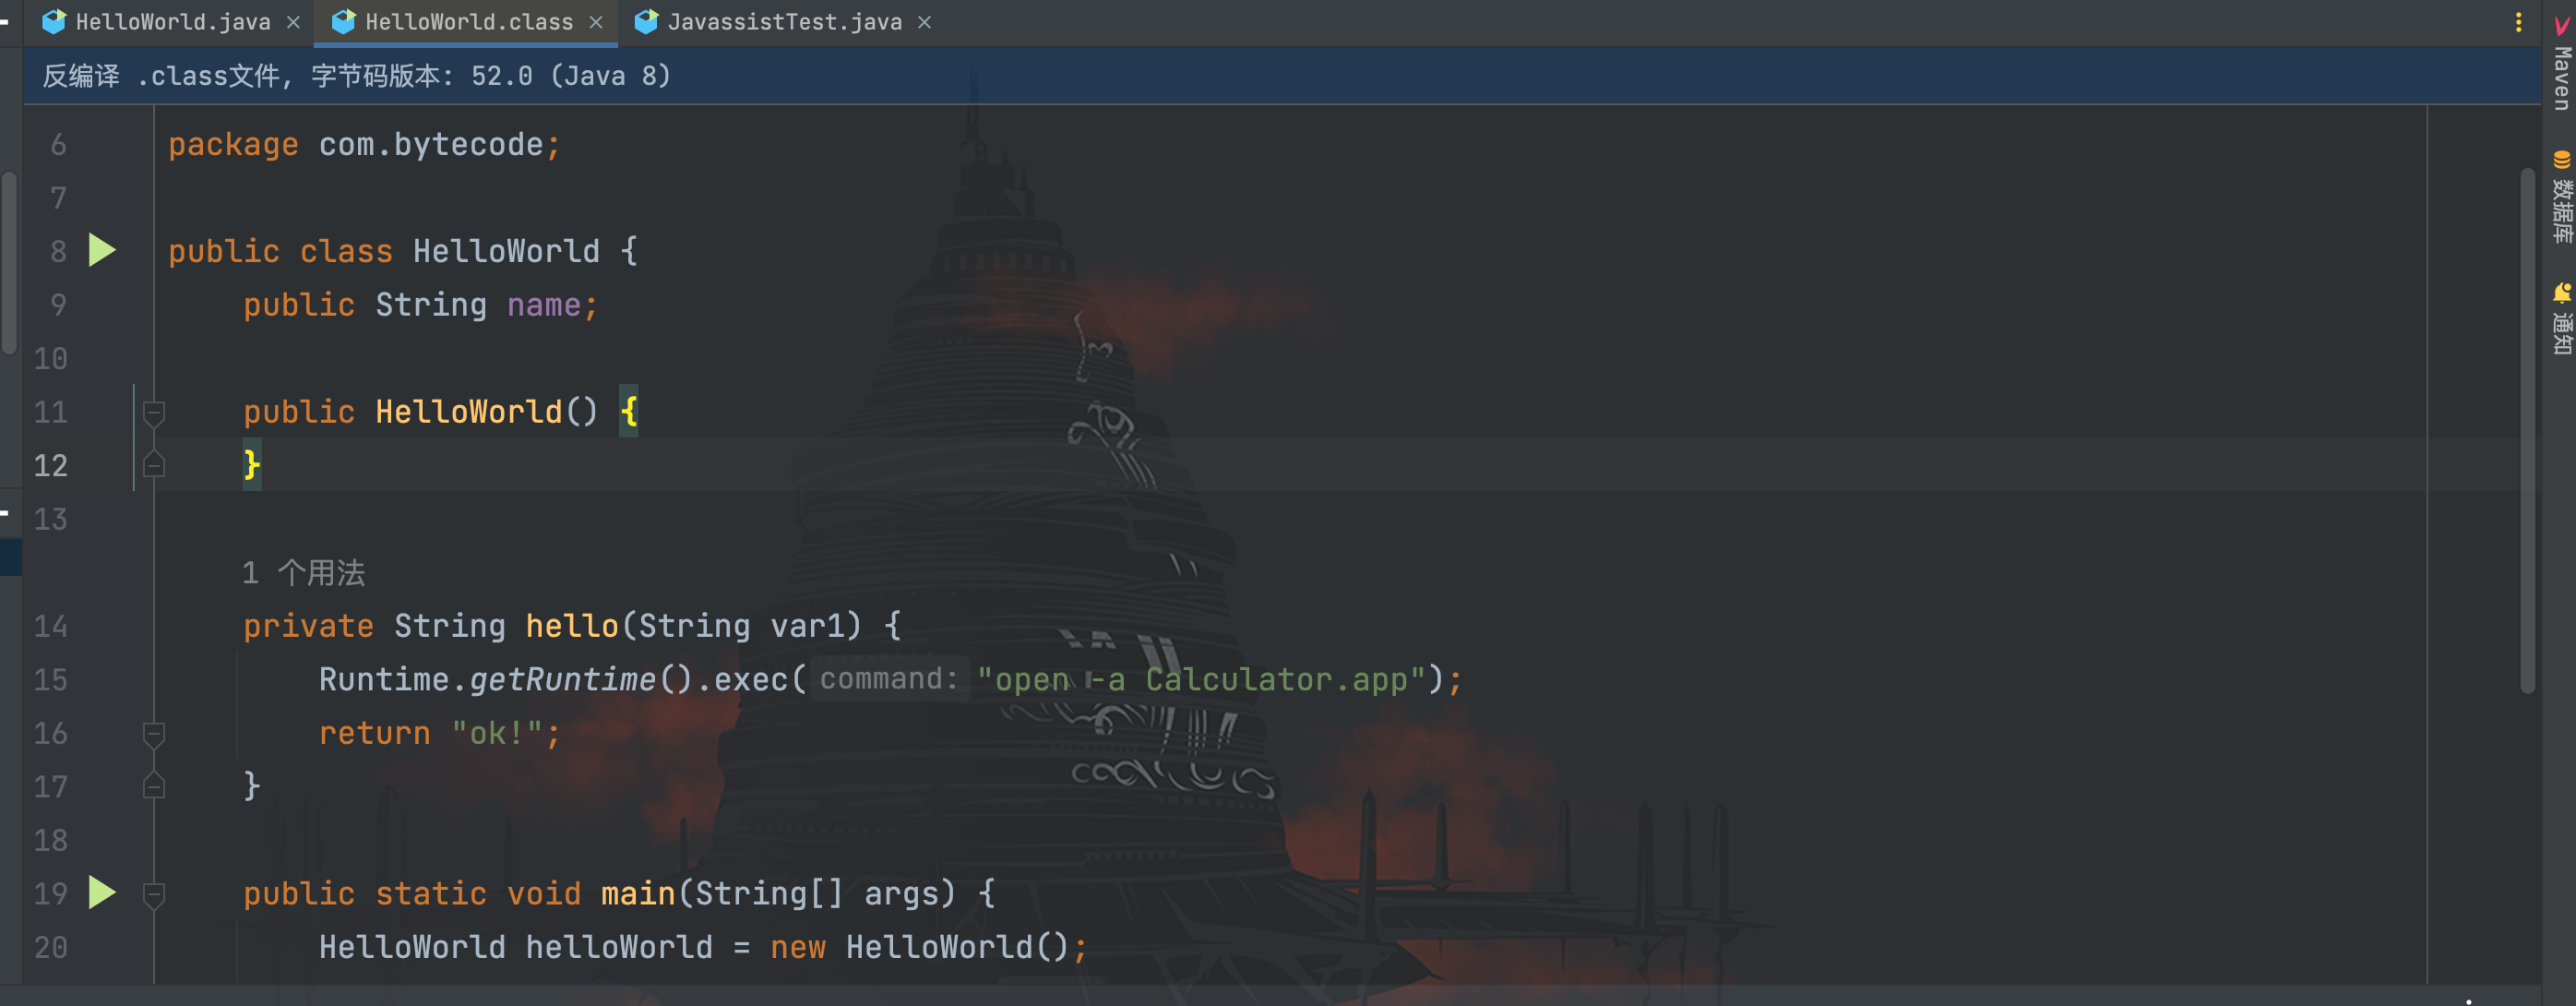 HelloWorld.java
HelloWorld.class
JavassistTest.java
反编译 .class文件, 字节码版本: 52.0 (Java 8)
6 package com.bytecode;
7
8 public class HelloWorld {
9 public String name;
10
11 public HelloWorld() {
12 }
13
1 个用法
14 private String hello(String var1) {
15 Runtime.getRuntime().exec( command: "open -a Calculator.app");
16 return "ok!";
17 }
18
19 public static void main(String[] args) {
20 HelloWorld helloWorld = new HelloWorld();
Maven
数据库
通知